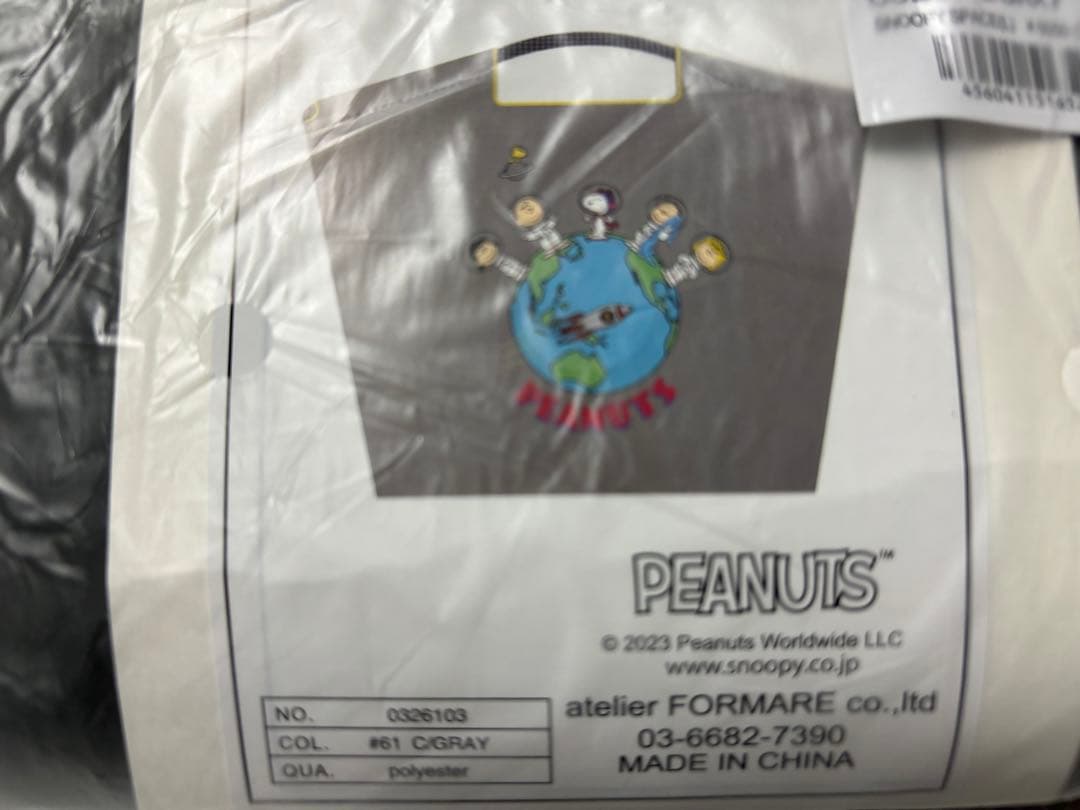 PEANUTS
PEANUTS™
© 2023 Peanuts Worldwide LLC
www.snoopy.co.jp
NO. 0326103
COL. #61 C/GRAY
QUA. polyester
atelier FORMARE co.,ltd
03-6682-7390
MADE IN CHINA